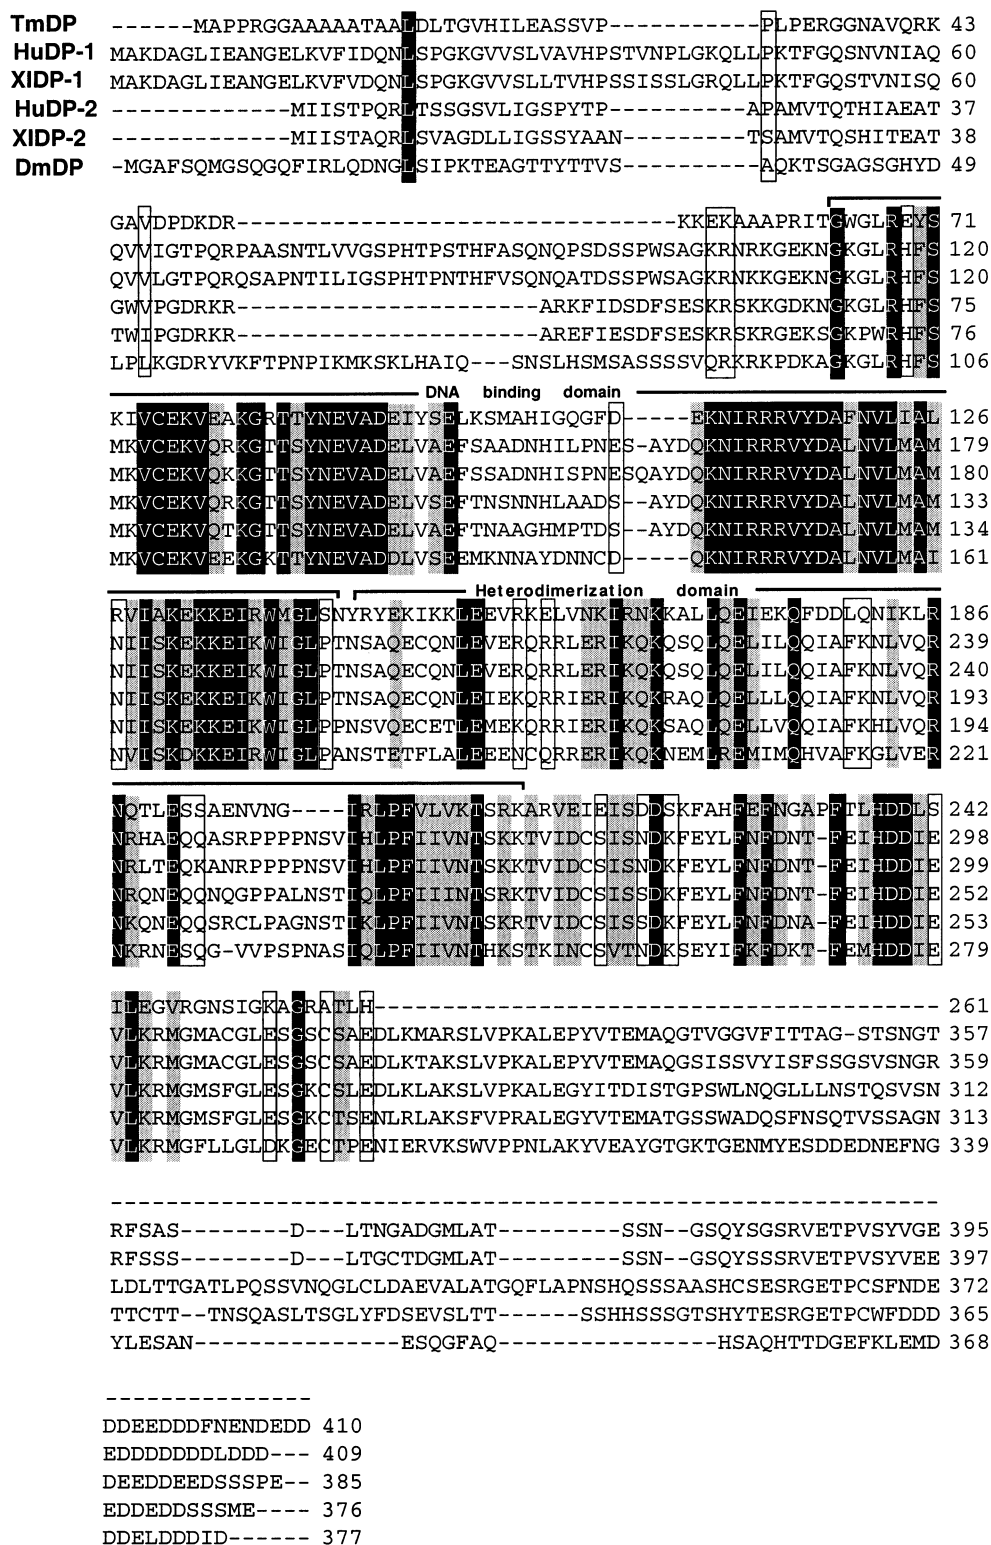 TmDP ------MAPPRGGAAAAATAALDLTGVHILEASSVP-----------PLPERGGNAVQRK 43
HuDP-1 MAKDAGLIEANGELKVFIDQNLSPGKGVVSLVAVHPSTVNPLGKQLLPKTFGQSNVNIAQ 60
XlDP-1 MAKDAGLIEANGELKVFVDQNLSPGKGVVSLLTVHPSSISSLGRQLLPKTFGQSTVNISQ 60
HuDP-2 -------------MIISTPQRLTSSGSVLIGSPYTP----------APAMVTQTHIAEAT 37
XlDP-2 -------------MIISTAQRLSVAGDLLIGSSYAAN---------TSAMVTQSHITEAT 38
DmDP -MGAFSQMGSQGQFIRLQDNGLSIPKTEAGTTYTTVS----------AQKTSGAGSGHYD 49
GAVDPDKDR--------------------------------KKEKAAAPRITGWGLREYS 71
QVVIGTPQRPAASNTLVVGSPHTPSTHFASQNQPSDSSPWSAGKRNRKGEKNGKGLRHFS 120
QVVLGTPQRQSAPNTILIGSPHTPNTHFVSQNQATDSSPWSAGKRNKKGEKNGKGLRHFS 120
GWVPGDRKR----------------------ARKFIDSDFSESKRSKKGDKNGKGLRHFS 75
TWIPGDRKR----------------------AREFIESDFSESKRSKRGEKSGKPWRHFS 76
LPLKGDRYVKFTPNPIKMKSKLHAIQ---SNSLHSMSASSSSVQRKRKPDKAGKGLRHFS 106
DNA binding domain
KIVCEKVEAKGRTTYNEVADEIYSELKSMAHIGQGFD-----EKNIRRRVYDAFNVLIAL 126
MKVCEKVQRKGTTSYNEVADELVAEFSAADNHILPNES-AYDQKNIRRRVYDALNVLMAM 179
MKVCEKVQKKGTTSYNEVADELVAEFSSADNHISPNESQAYDQKNIRRRVYDALNVLMAM 180
MKVCEKVQRKGTTSYNEVADELVSEFTNSNNHLAADS--AYDQKNIRRRVYDALNVLMAM 133
MKVCEKVQTKGTTSYNEVADELVAEFTNAAGHMPTDS--AYDQKNIRRRVYDALNVLMAM 134
MKVCEKVEEKGKTTYNEVADDLVSEEMKNNAYDNNCD-----QKNIRRRVYDALNVLMAI 161
Heterodimerization domain
RVIAKEKKEIRWMGLSNYRYEKIKKLEEVRKELVNKIRNKKALLQEIEKQFDDLQNIKLR 186
NIISKEKKEIKWIGLPTNSAQECQNLEVERQRRLERIKQKQSQLQELILQQIAFKNLVQR 239
NIISKEKKEIKWIGLPTNSAQECQNLEVERQRRLERIKQKQSQLQELILQQIAFKNLVQR 240
NIISKEKKEIKWIGLPTNSAQECQNLEIEKQRRIERIKQKRAQLQELLLQQIAFKNLVQR 193
NIISKEKKEIKWIGLPPNSVQECETLEMEKQRRIERIKQKSAQLQELLVQQIAFKHLVQR 194
NVISKDKKEIRWIGLPANSTETFLALEEENCQRRERIKQKNEMLREMIMQHVAFKGLVER 221
NQTLESSAENVNG----IRLPFVLVKTSRKARVEIEISDDSKFAHFEFNGAPFTLHDDLS 242
NRHAEQQASRPPPPNSVIHLPFIIVNTSKKTVIDCSISNDKFEYLFNFDNT-FEIHDDIE 298
NRLTEQKANRPPPPNSVIHLPFIIVNTSKKTVIDCSISNDKFEYLFNFDNT-FEIHDDIE 299
NRQNEQQNQGPPALNSTIQLPFIIINTSRKTVIDCSISSDKFEYLFNFDNT-FEIHDDIE 252
NKQNEQQSRCLPAGNSTIKLPFIIVNTSKRTVIDCSISSDKFEYLFNFDNA-FEIHDDIE 253
NKRNESQG-VVPSPNASIQLPFIIVNTHKSTKINCSVTNDKSEYIFKFDKT-FEMHDDIE 279
ILEGVRGNSIGKAGRATLH----------------------------------------- 261
VLKRMGMACGLESGSCSAEDLKMARSLVPKALEPYVTEMAQGTVGGVFITTAG-STSNGT 357
VLKRMGMACGLESGSCSAEDLKTAKSLVPKALEPYVTEMAQGSISSVYISFSSGSVSNGR 359
VLKRMGMSFGLESGKCSLEDLKLAKSLVPKALEGYITDISTGPSWLNQGLLLNSTQSVSN 312
VLKRMGMSFGLESGKCTSENLRLAKSFVPRALEGYVTEMATGSSWADQSFNSQTVSSAGN 313
VLKRMGFLLGLDKGECTPENIERVKSWVPPNLAKYVEAYGTGKTGENMYESDDEDNEFNG 339
------------------------------------------------------------
RFSAS--------D---LTNGADGMLAT---------SSN--GSQYSGSRVETPVSYVGE 395
RFSSS--------D---LTGCTDGMLAT---------SSN--GSQYSSSRVETPVSYVEE 397
LDLTTGATLPQSSVNQGLCLDAEVALATGQFLAPNSHQSSSAASHCSESRGETPCSFNDE 372
TTCTT--TNSQASLTSGLYFDSEVSLTT--------SSHHSSSGTSHYTESRGETPCWFDDD 365
YLESAN---------------ESQGFAQ----------------HSAQHTTDGEFKLEMD 368
---------------
DDEEDDDFNENDEDD 410
EDDDDDDDLDDD--- 409
DEEDDEEDSSSPE-- 385
EDDEDDSSSME---- 376
DDELDDDID------ 377